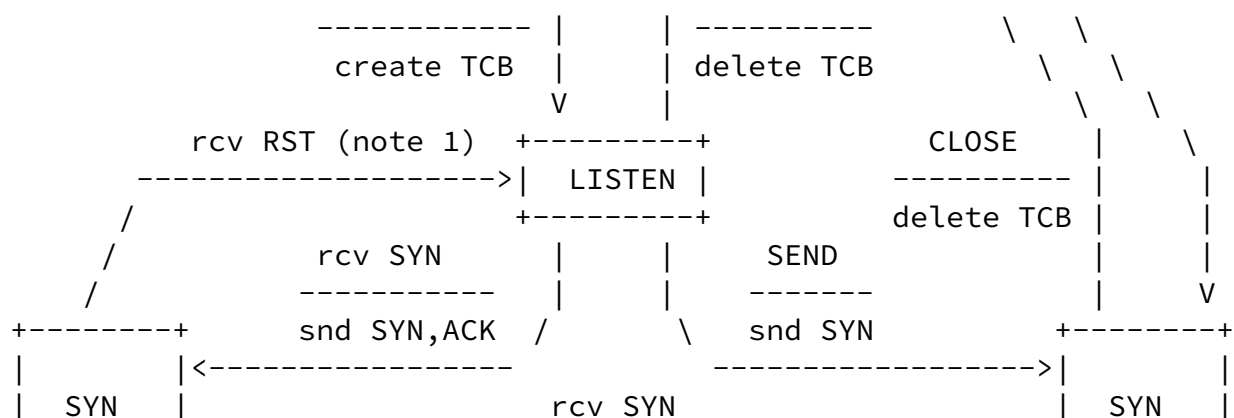 ------------ |       | ----------      \   \
create TCB  |       | delete TCB         \   \
V       |                      \   \
rcv RST (note 1)  +---------+            CLOSE    |    \
-------------------->|  LISTEN |          ---------- |     |
/                     +---------+          delete TCB |     |
/           rcv SYN      |     |     SEND              |     |
/           -----------   |     |    -------            |     V
+--------+      snd SYN,ACK  /       \   snd SYN          +--------+
|        |<-----------------           ------------------>|        |
|  SYN   |                    rcv SYN                     |  SYN   |